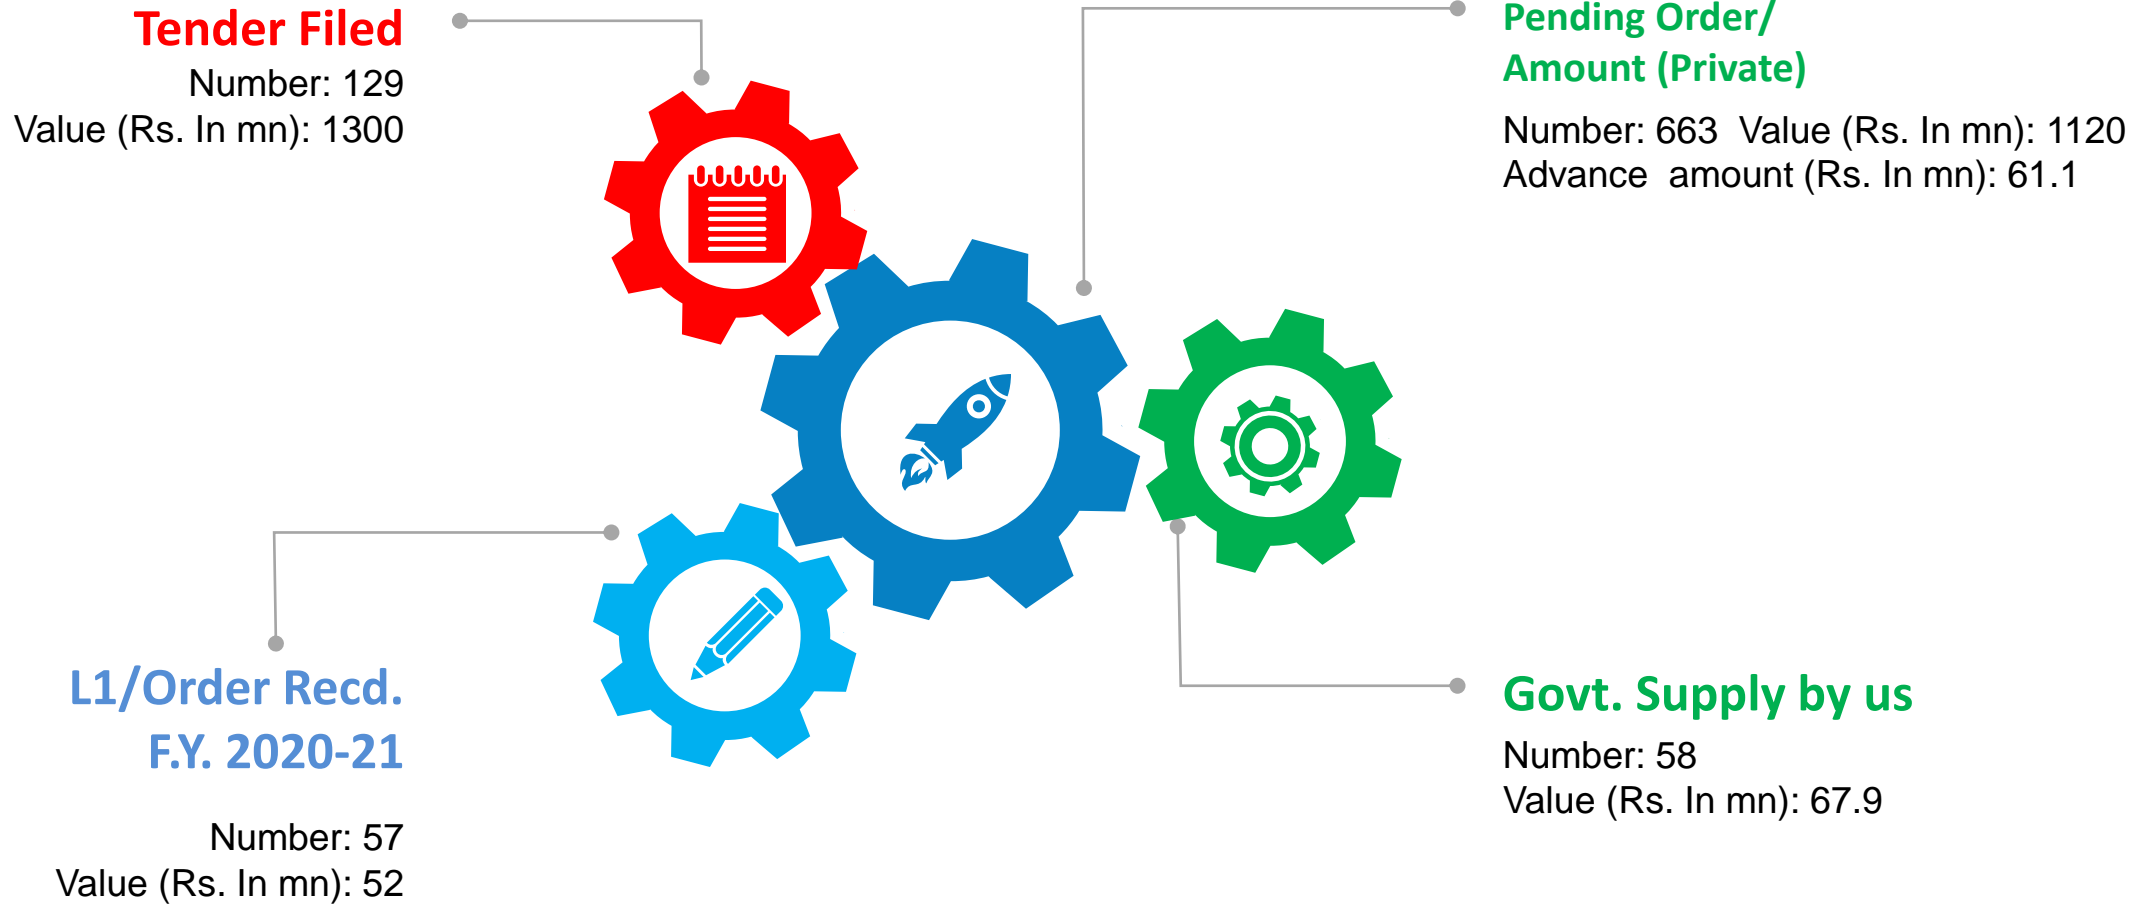 Tender Filed
Number: 129
Value (Rs. In mn): 1300
Pending Order/
Amount (Private)
Number: 663  Value (Rs. In mn): 1120
Advance  amount (Rs. In mn): 61.1
L1/Order Recd.
F.Y. 2020-21
Number: 57
Value (Rs. In mn): 52
Govt. Supply by us
Number: 58
Value (Rs. In mn): 67.9